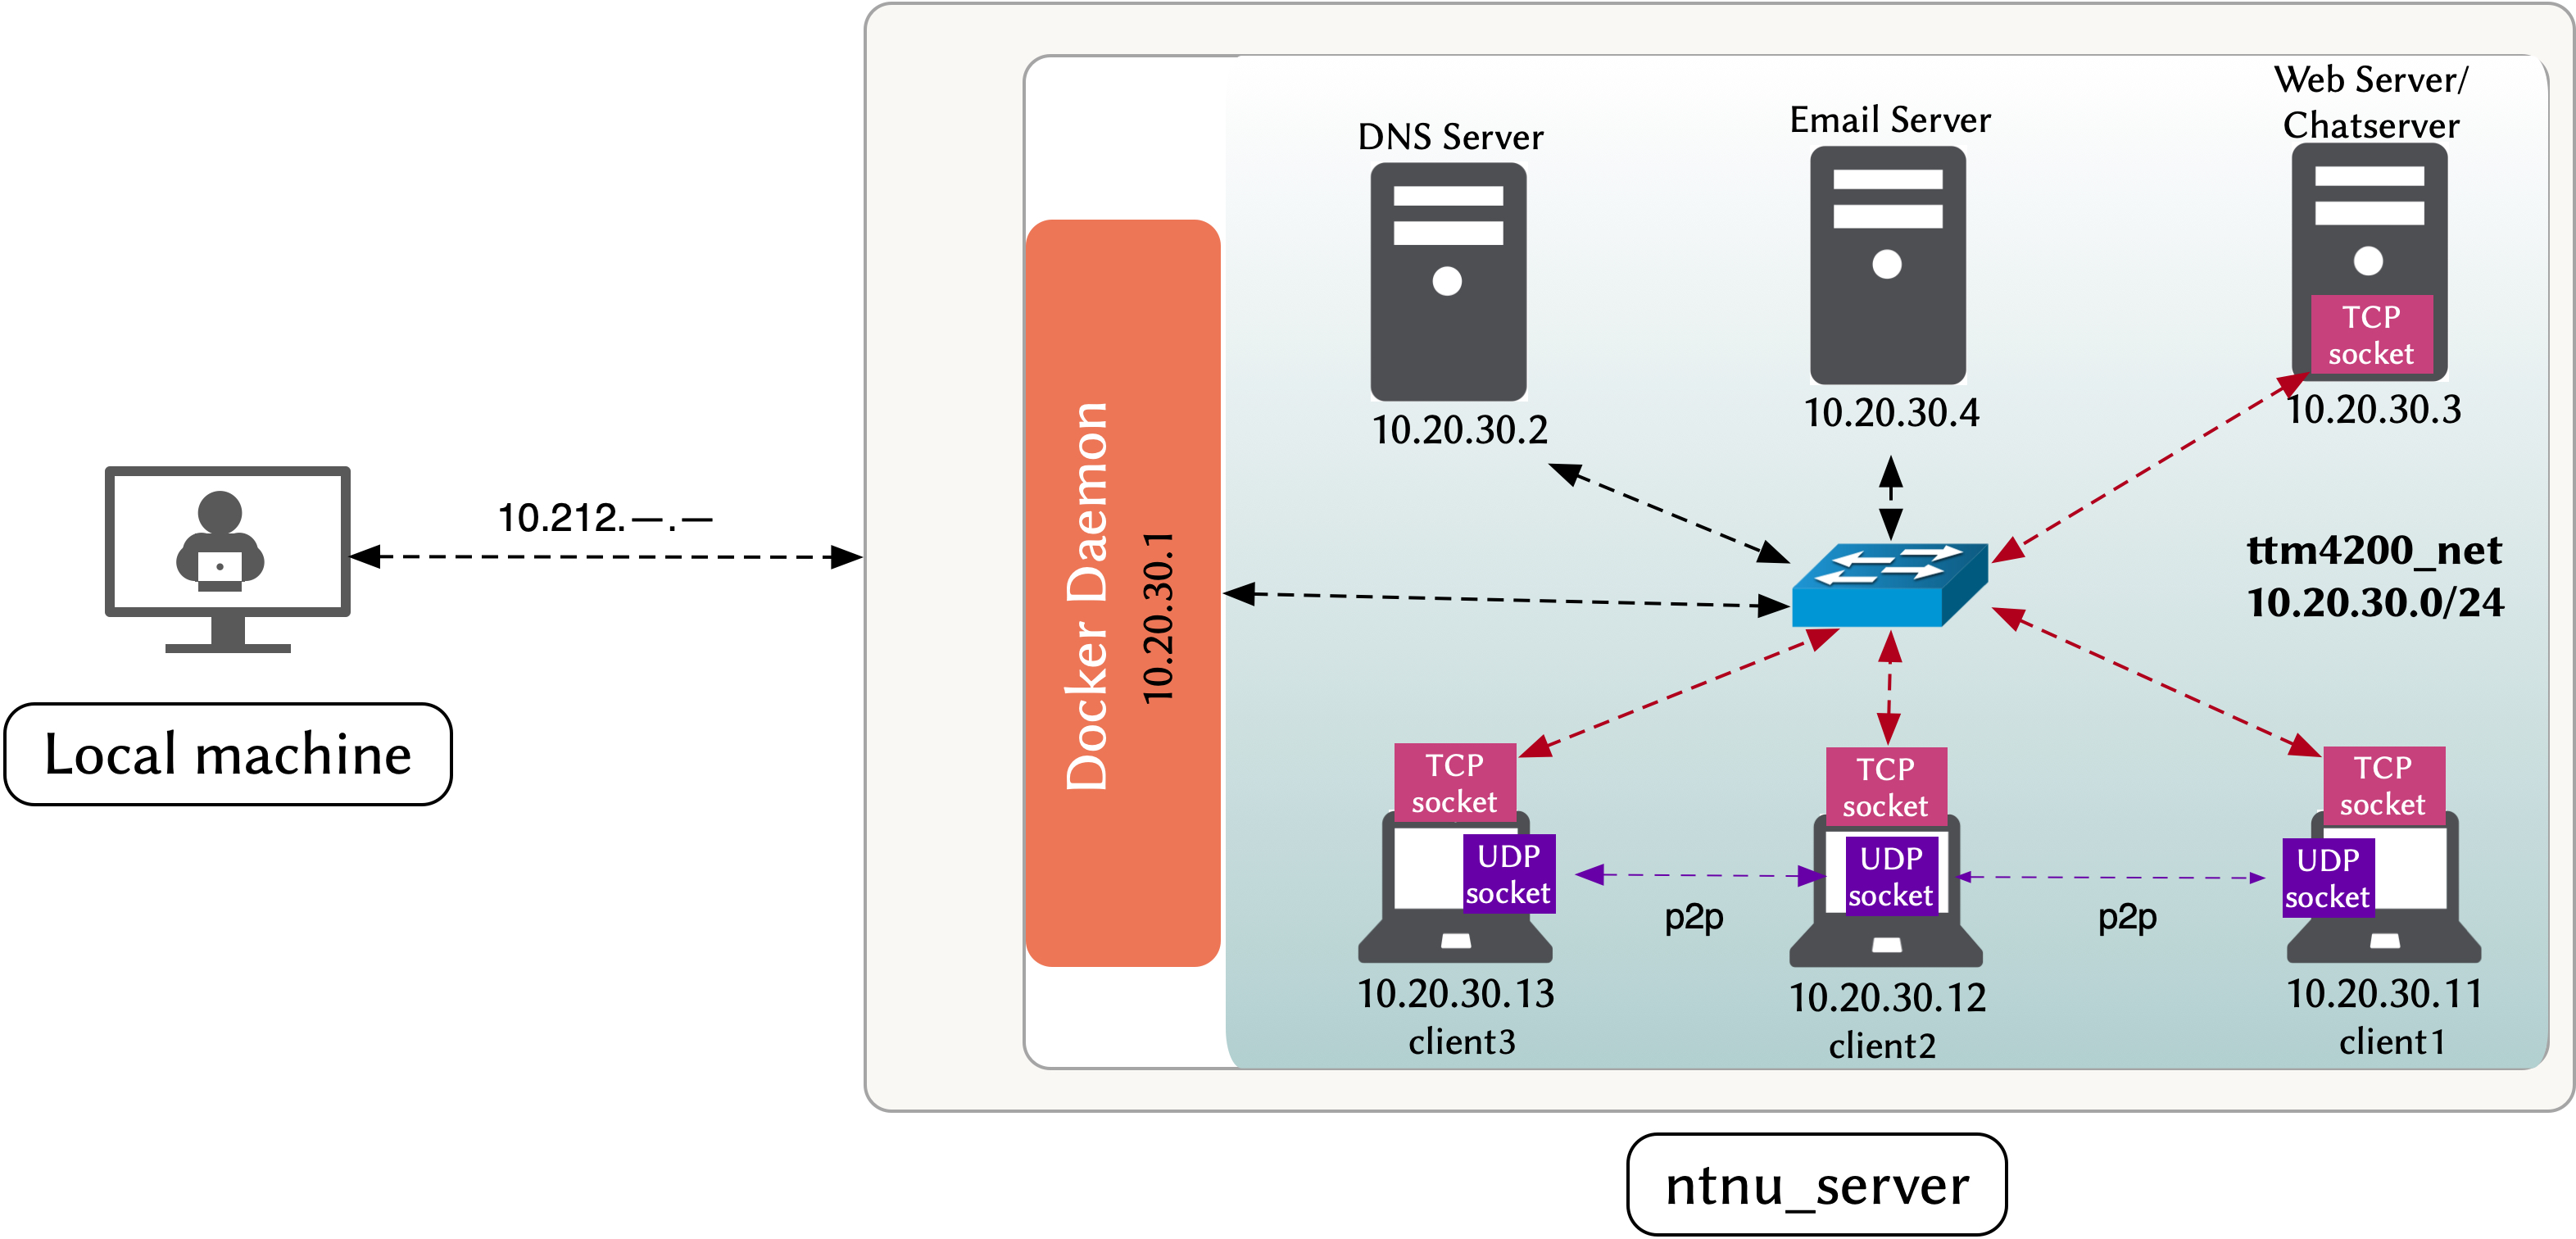 Web Server/
Chatserver
Email Server
DNS Server
TCP
socket
10.20.30.3
10.20.30.4
10.20.30.2
10.212.—.—
Docker Daemon
10.20.30.1
ttm4200_net
10.20.30.0/24
Local machine
TCP
socket
TCP
socket
TCP
socket
UDP
socket
UDP
socket
UDP
socket
p2p
p2p
10.20.30.13
client3
10.20.30.12
client2
10.20.30.11
client1
ntnu_server